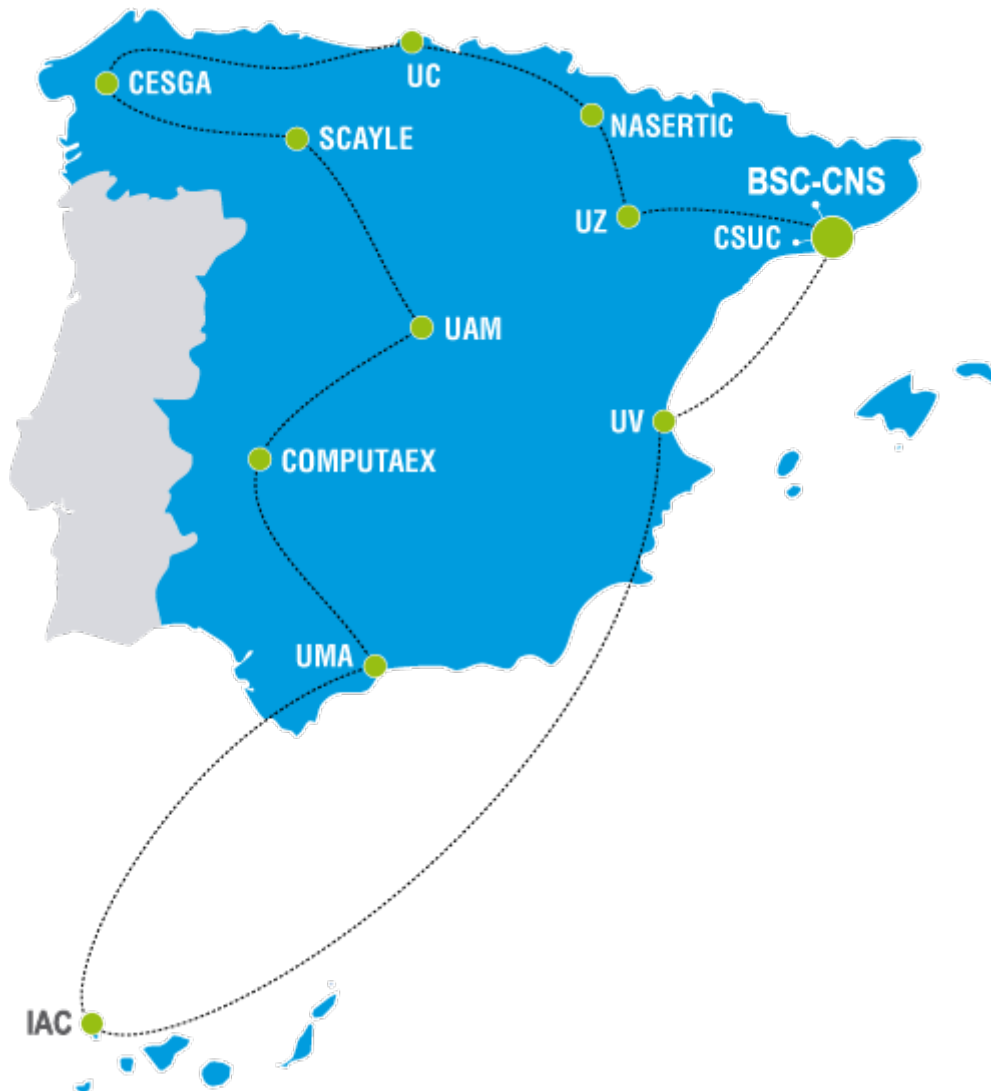 CESGA
UC
SCAYLE
NASERTIC
BSC-CNS
UZ
CSUC
UAM
UV
COMPUTAEX
UMA
IAC